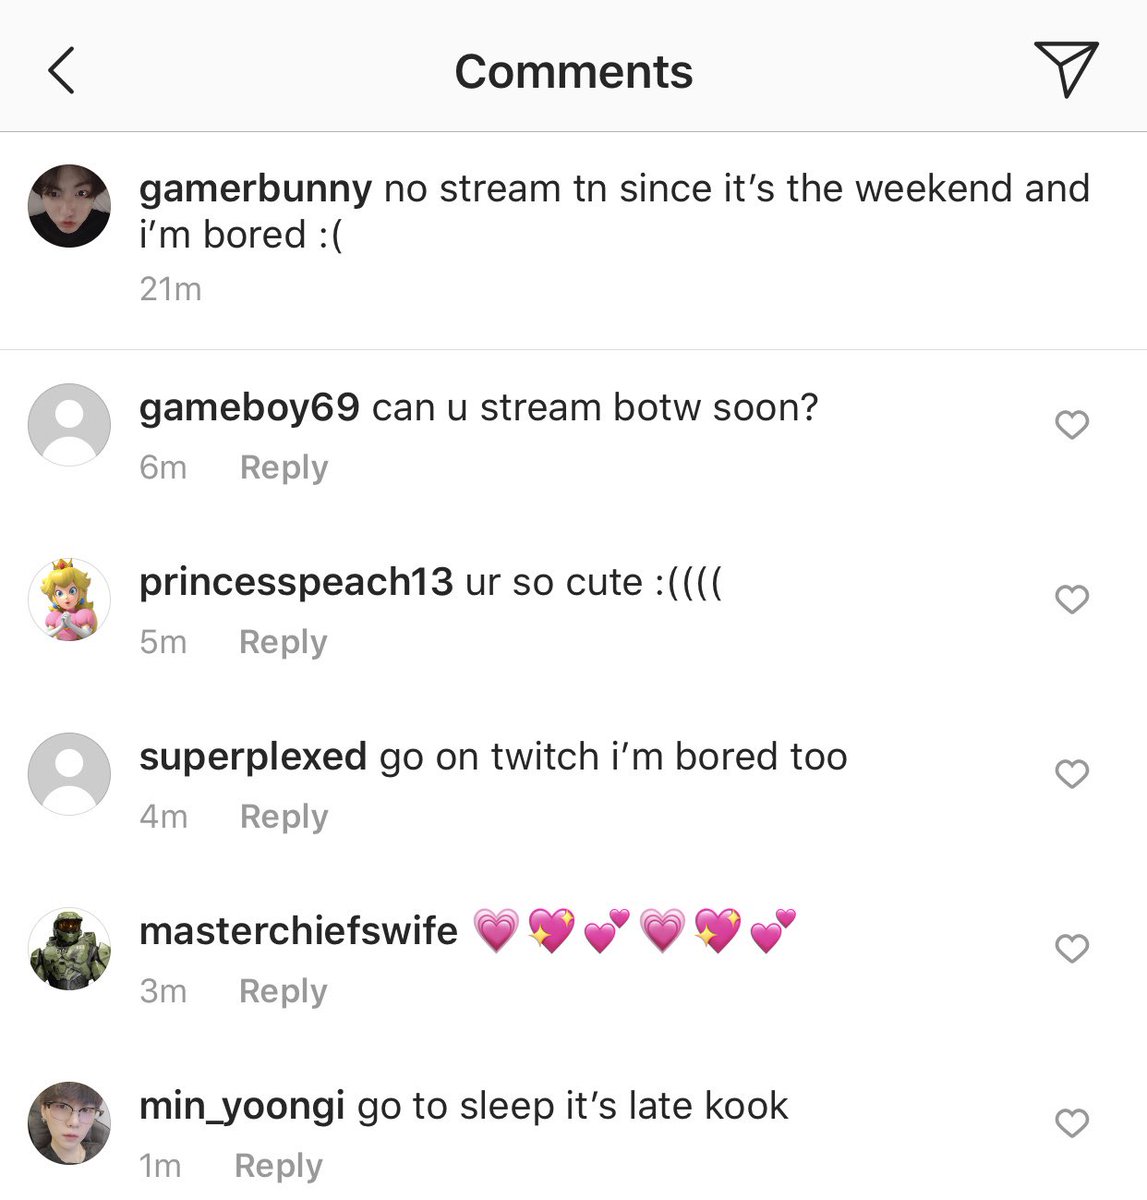 Comments
gamerbunny no stream tn since it’s the weekend and
i’m bored :(
21m
gameboy69 can u stream botw soon?
6m Reply
princesspeach13 ur so cute :((((
5m Reply
superplexed go on twitch i’m bored too
4m Reply
masterchiefswife 💗💖💕💗💖💕
3m Reply
min_yoongi go to sleep it’s late kook
1m Reply